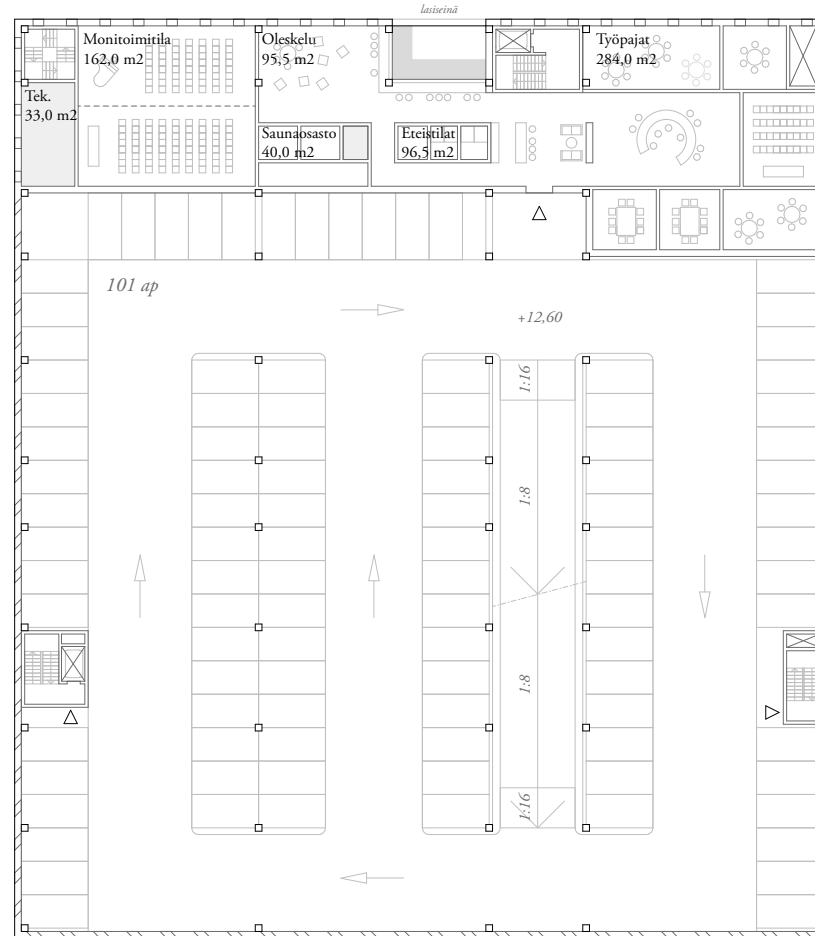 lasiseinä
Monitoimitila
162,0 m2
Oleskelu
95,5 m2
Työpajat
284,0 m2
Tek.
33,0 m2
Saunaosasto
40,0 m2
Eteistilat
96,5 m2
101 ap
+12,60
1:16
1:8
1:8
1:16